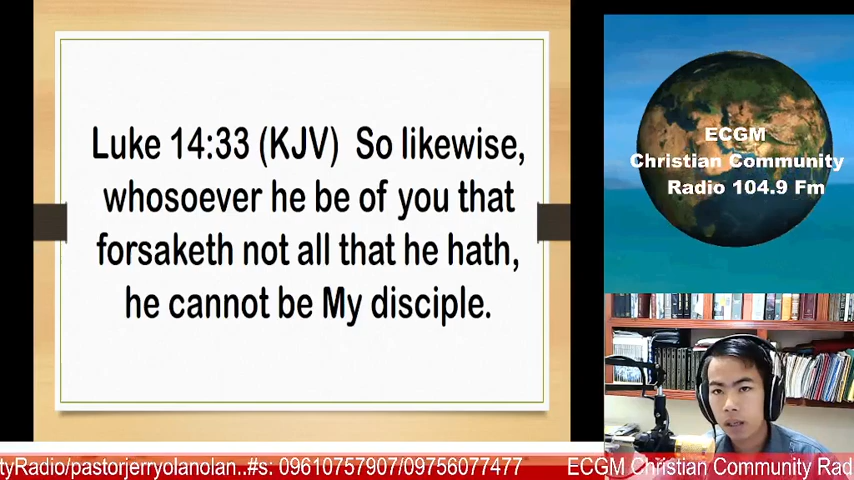 Luke 14:33 (KJV)  So likewise,
whosoever he be of you that
forsaketh not all that he hath,
he cannot be My disciple.
ECGM
Christian Community
Radio 104.9 Fm
tyRadio/pastorjerryolanolan..#s: 09610757907/09756077477 ECGM Christian Community Rad